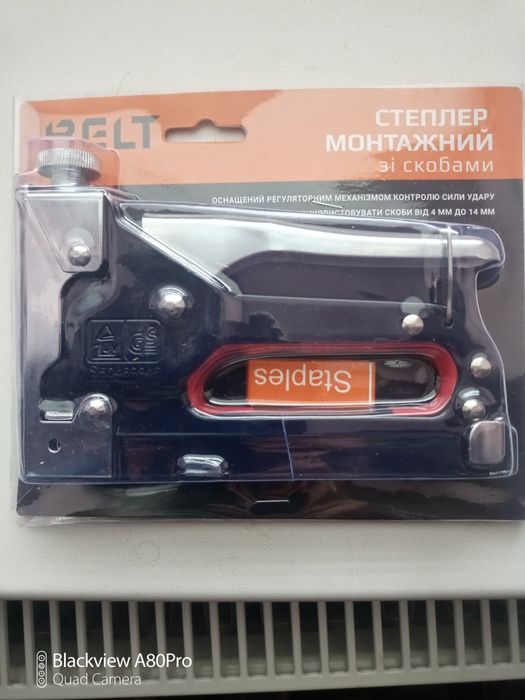 BELT
СТЕПЛЕР
МОНТАЖНИЙ
зі скобами
ОСНАЩЕНИЙ РЕГУЛЯТОРНИМ МЕХАНІЗМОМ КОНТРОЛЮ СИЛИ УДАРУ
ВИКОРИСТОВУВАТИ СКОБИ ВІД 4 ММ ДО 14 ММ
GS
Staples
Blackview A80Pro
Quad Camera